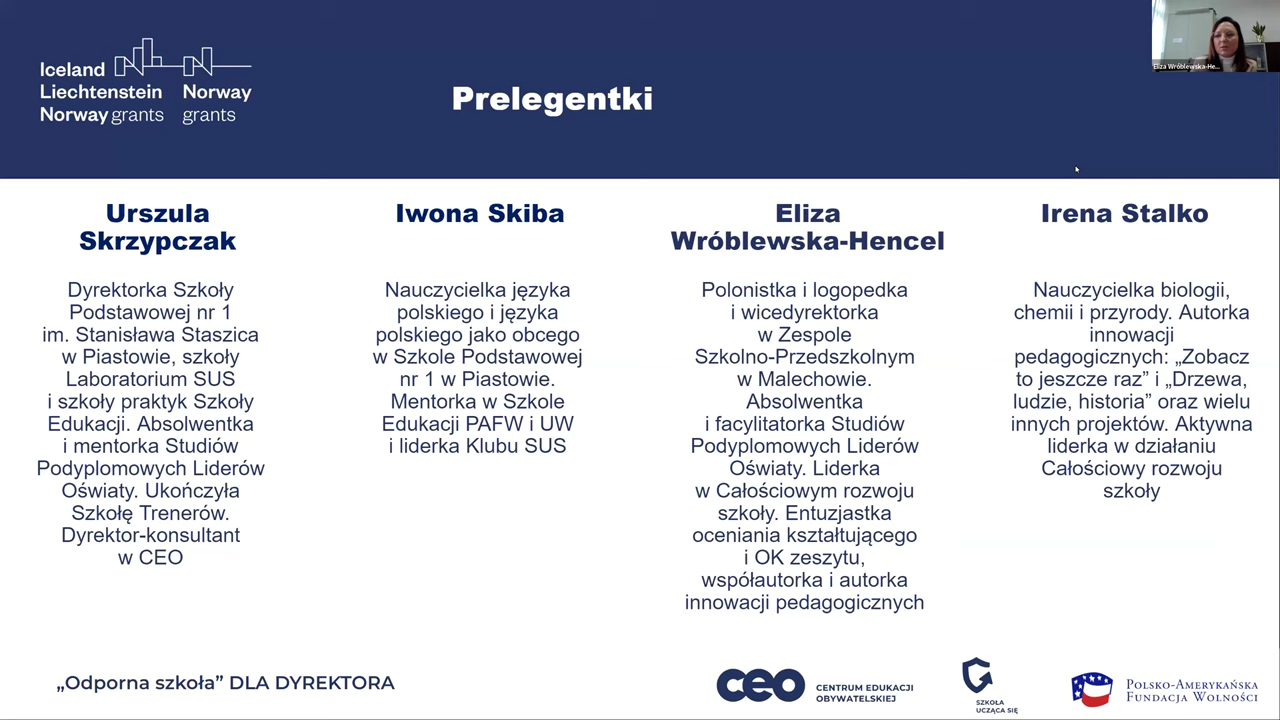 Iceland
Liechtenstein
Norway grants
Norway
grants
Prelegentki
Eliza Wróblewska-He...
Urszula
Skrzypczak
Dyrektorka Szkoły
Podstawowej nr 1
im. Stanisława Staszica
w Piastowie, szkoły
Laboratorium SUS
i szkoły praktyk Szkoły
Edukacji. Absolwentka
i mentorka Studiów
Podyplomowych Liderów
Oświaty. Ukończyła
Szkołę Trenerów.
Dyrektor-konsultant
w CEO
Iwona Skiba
Nauczycielka języka
polskiego i języka
polskiego jako obcego
w Szkole Podstawowej
nr 1 w Piastowie.
Mentorka w Szkole
Edukacji PAFW i UW
i liderka Klubu SUS
Eliza
Wróblewska-Hencel
Polonistka i logopedka
i wicedyrektorka
w Zespole
Szkolno-Przedszkolnym
w Malechowie.
Absolwentka
i facylitatorka Studiów
Podyplomowych Liderów
Oświaty. Liderka
w Całościowym rozwoju
szkoły. Entuzjastka
oceniania kształtującego
i OK zeszytu,
współautorka i autorka
innowacji pedagogicznych
Irena Stalko
Nauczycielka biologii,
chemii i przyrody. Autorka
innowacji
pedagogicznych: „Zobacz
to jeszcze raz” i „Drzewa,
ludzie, historia” oraz wielu
innych projektów. Aktywna
liderka w działaniu
Całościowy rozwoju
szkoły
„Odporna szkoła” DLA DYREKTORA
ceo
CENTRUM EDUKACJI
OBYWATELSKIEJ
SZKOŁA
UCZĄCA SIĘ
POLSKO-AMERYKAŃSKA
FUNDACJA WOLNOŚCI